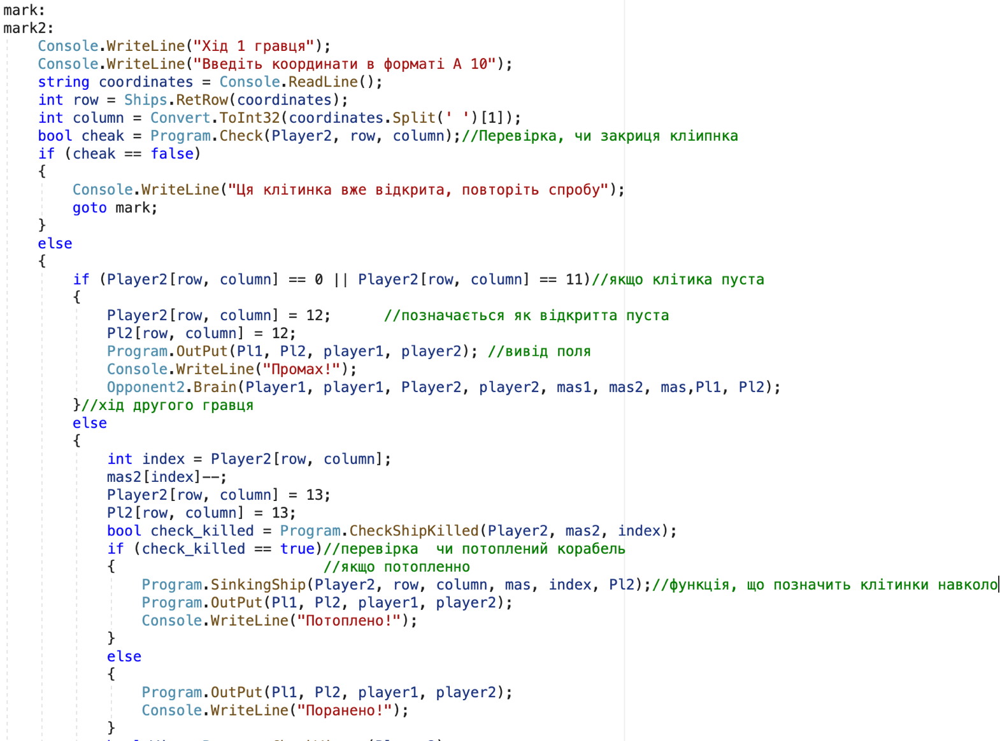 mark:
mark2:
Console.WriteLine("Хід 1 гравця");
Console.WriteLine("Введіть координати в форматі А 10");
string coordinates = Console.ReadLine();
int row = Ships.RetRow(coordinates);
int column = Convert.ToInt32(coordinates.Split(' ')[1]);
bool cheak = Program.Check(Player2, row, column);//Перевірка, чи закриця кліипнка
if (cheak == false)
{
Console.WriteLine("Ця клітинка вже відкрита, повторіть спробу");
goto mark;
}
else
{
if (Player2[row, column] == 0 || Player2[row, column] == 11)//якщо клітика пуста
{
Player2[row, column] = 12; //позначається як відкритта пуста
Pl2[row, column] = 12;
Program.OutPut(Pl1, Pl2, player1, player2); //вивід поля
Console.WriteLine("Промах!");
Opponent2.Brain(Player1, player1, Player2, player2, mas1, mas2, mas,Pl1, Pl2);
}//хід другого гравця
else
{
int index = Player2[row, column];
mas2[index]--;
Player2[row, column] = 13;
Pl2[row, column] = 13;
bool check_killed = Program.CheckShipKilled(Player2, mas2, index);
if (check_killed == true)//перевірка  чи потоплений корабель
{ //якщо потопленно
Program.SinkingShip(Player2, row, column, mas, index, Pl2);//функція, що позначить клітинки навколо
Program.OutPut(Pl1, Pl2, player1, player2);
Console.WriteLine("Потоплено!");
}
else
{
Program.OutPut(Pl1, Pl2, player1, player2);
Console.WriteLine("Поранено!");
}